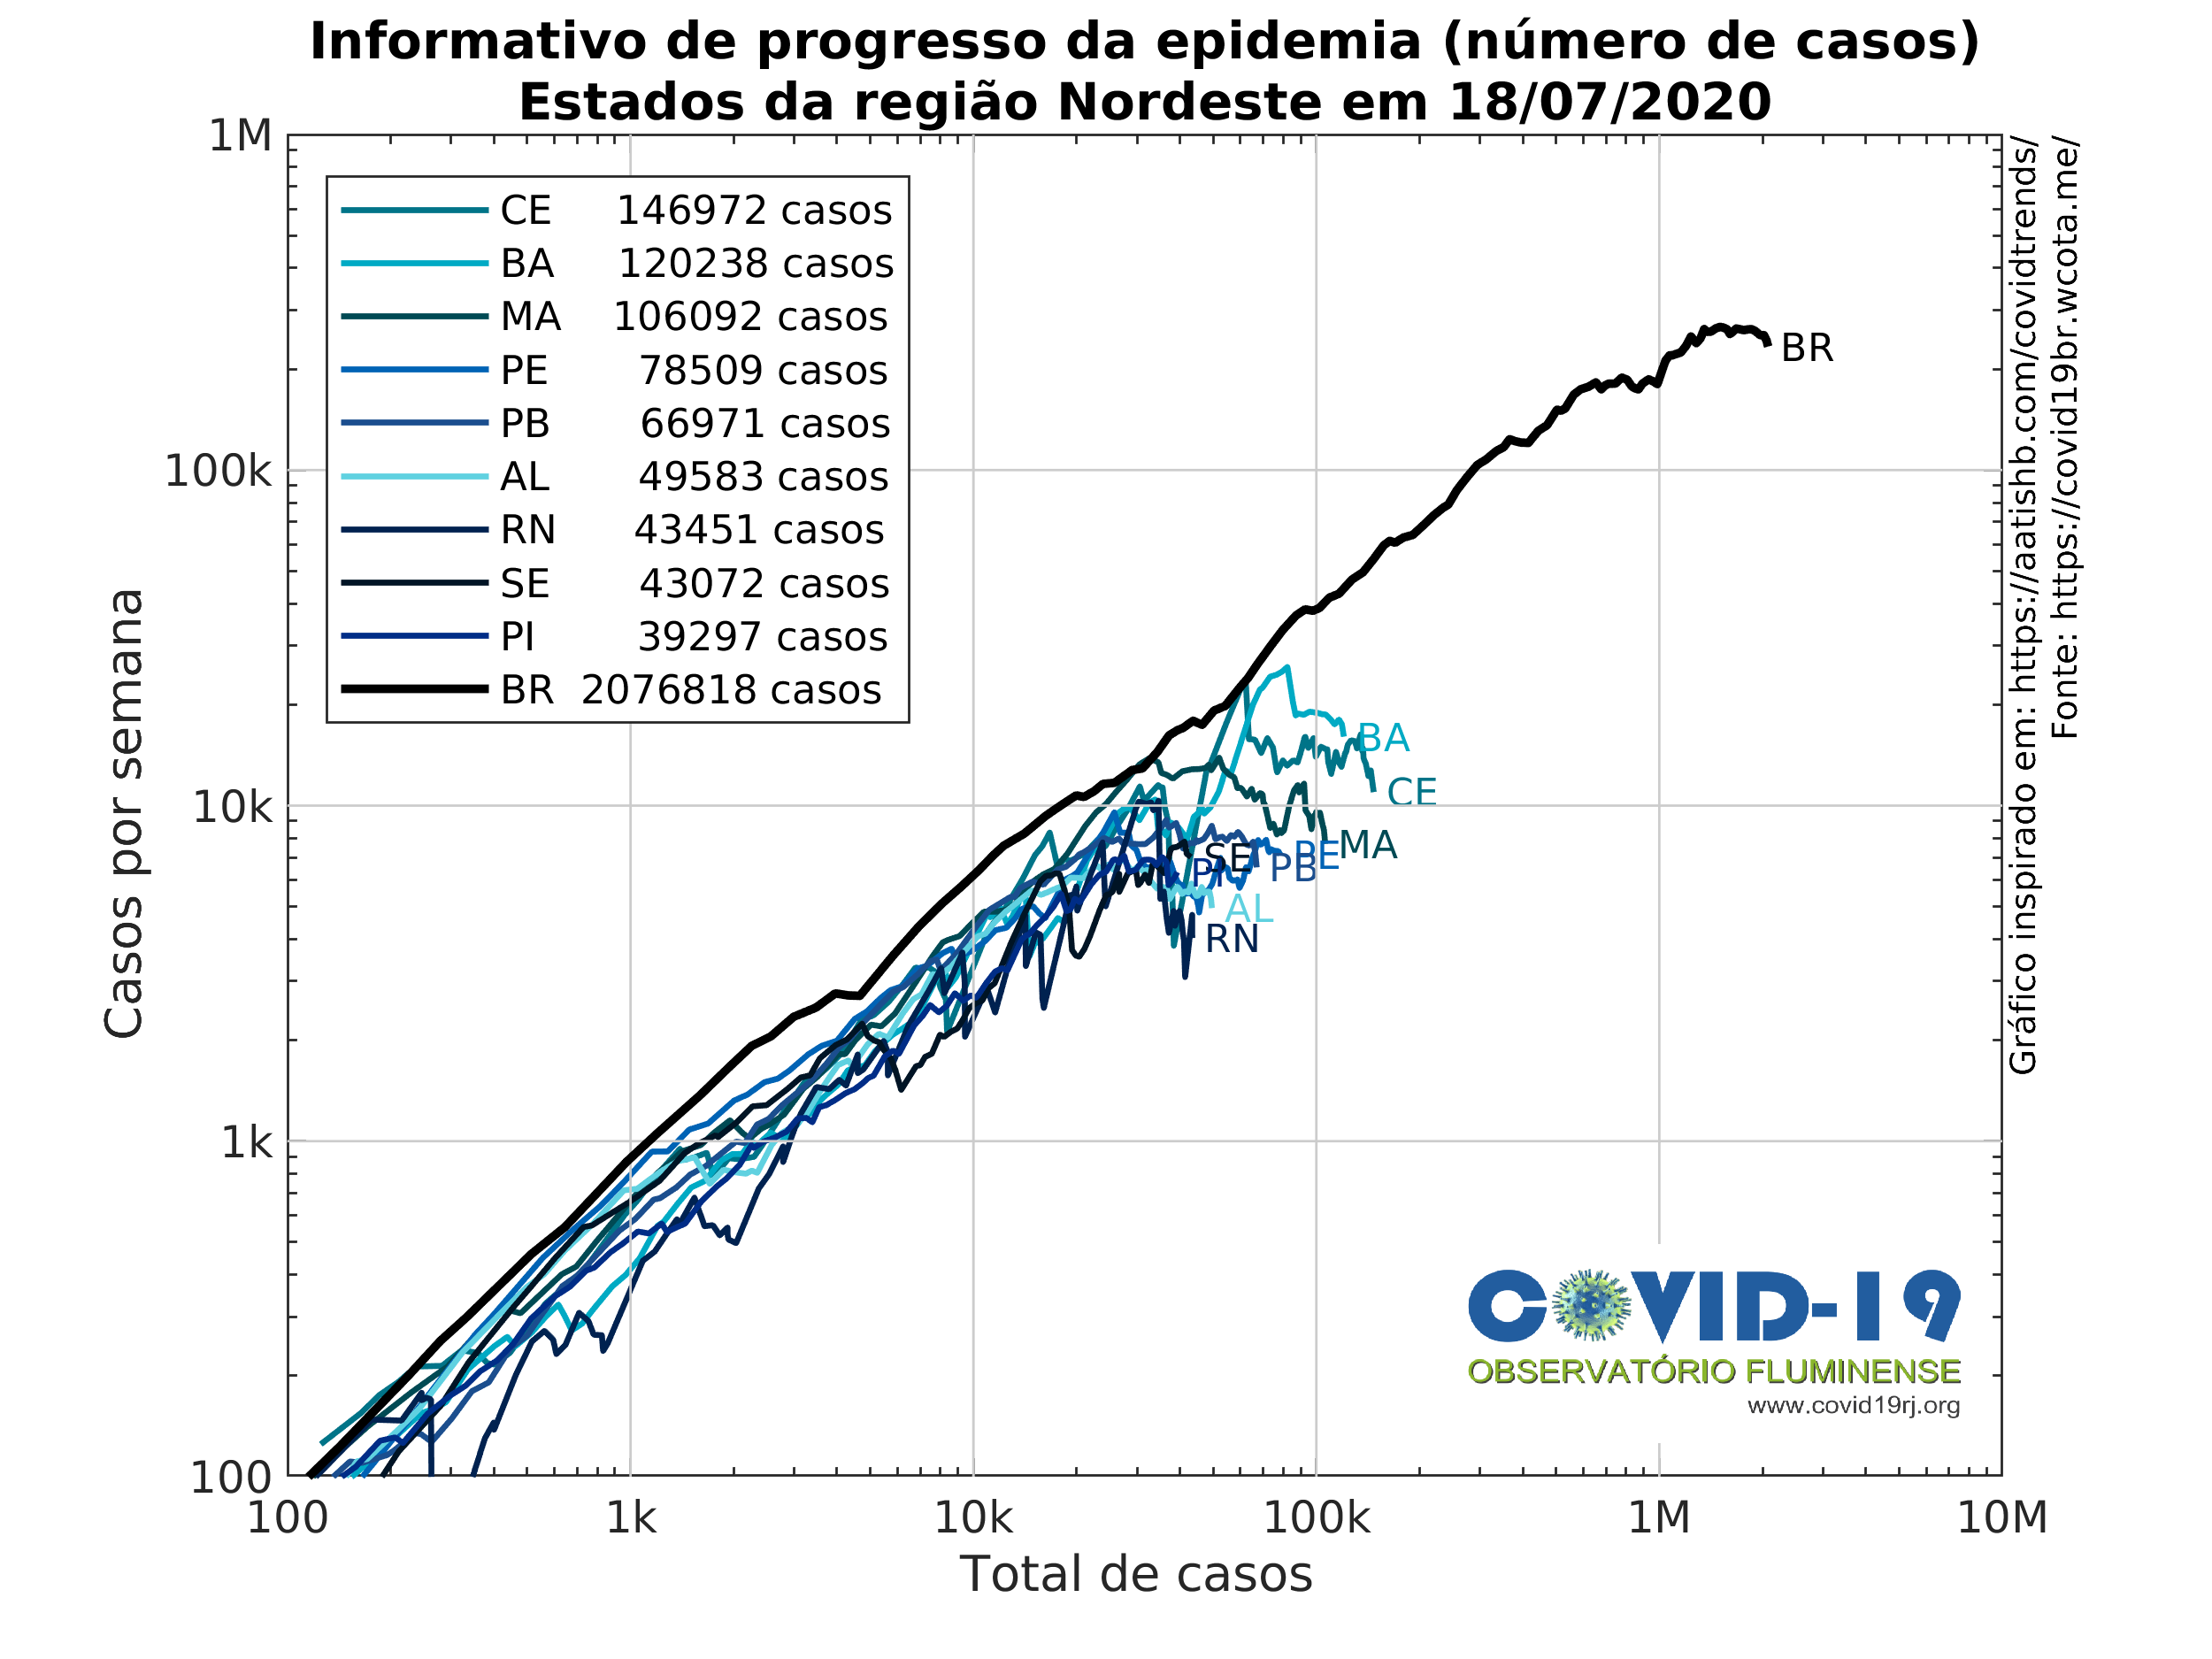 Informativo de progresso da epidemia (número de casos)
Estados da região Nordeste em 18/07/2020
1M
100k
10k
1k
100
Casos por semana
CE 146972 casos
BA 120238 casos
MA 106092 casos
PE 78509 casos
PB 66971 casos
AL 49583 casos
RN 43451 casos
SE 43072 casos
PI 39297 casos
BR 2076818 casos
BR
BA
CE
MA
PE
PB
SE
PI
AL
RN
Gráfico inspirado em: https://aatishb.com/covidtrends/
Fonte: https://covid19br.wcota.me/
COVID-19
OBSERVATÓRIO FLUMINENSE
www.covid19rj.org
100 1k 10k 100k 1M 10M
Total de casos